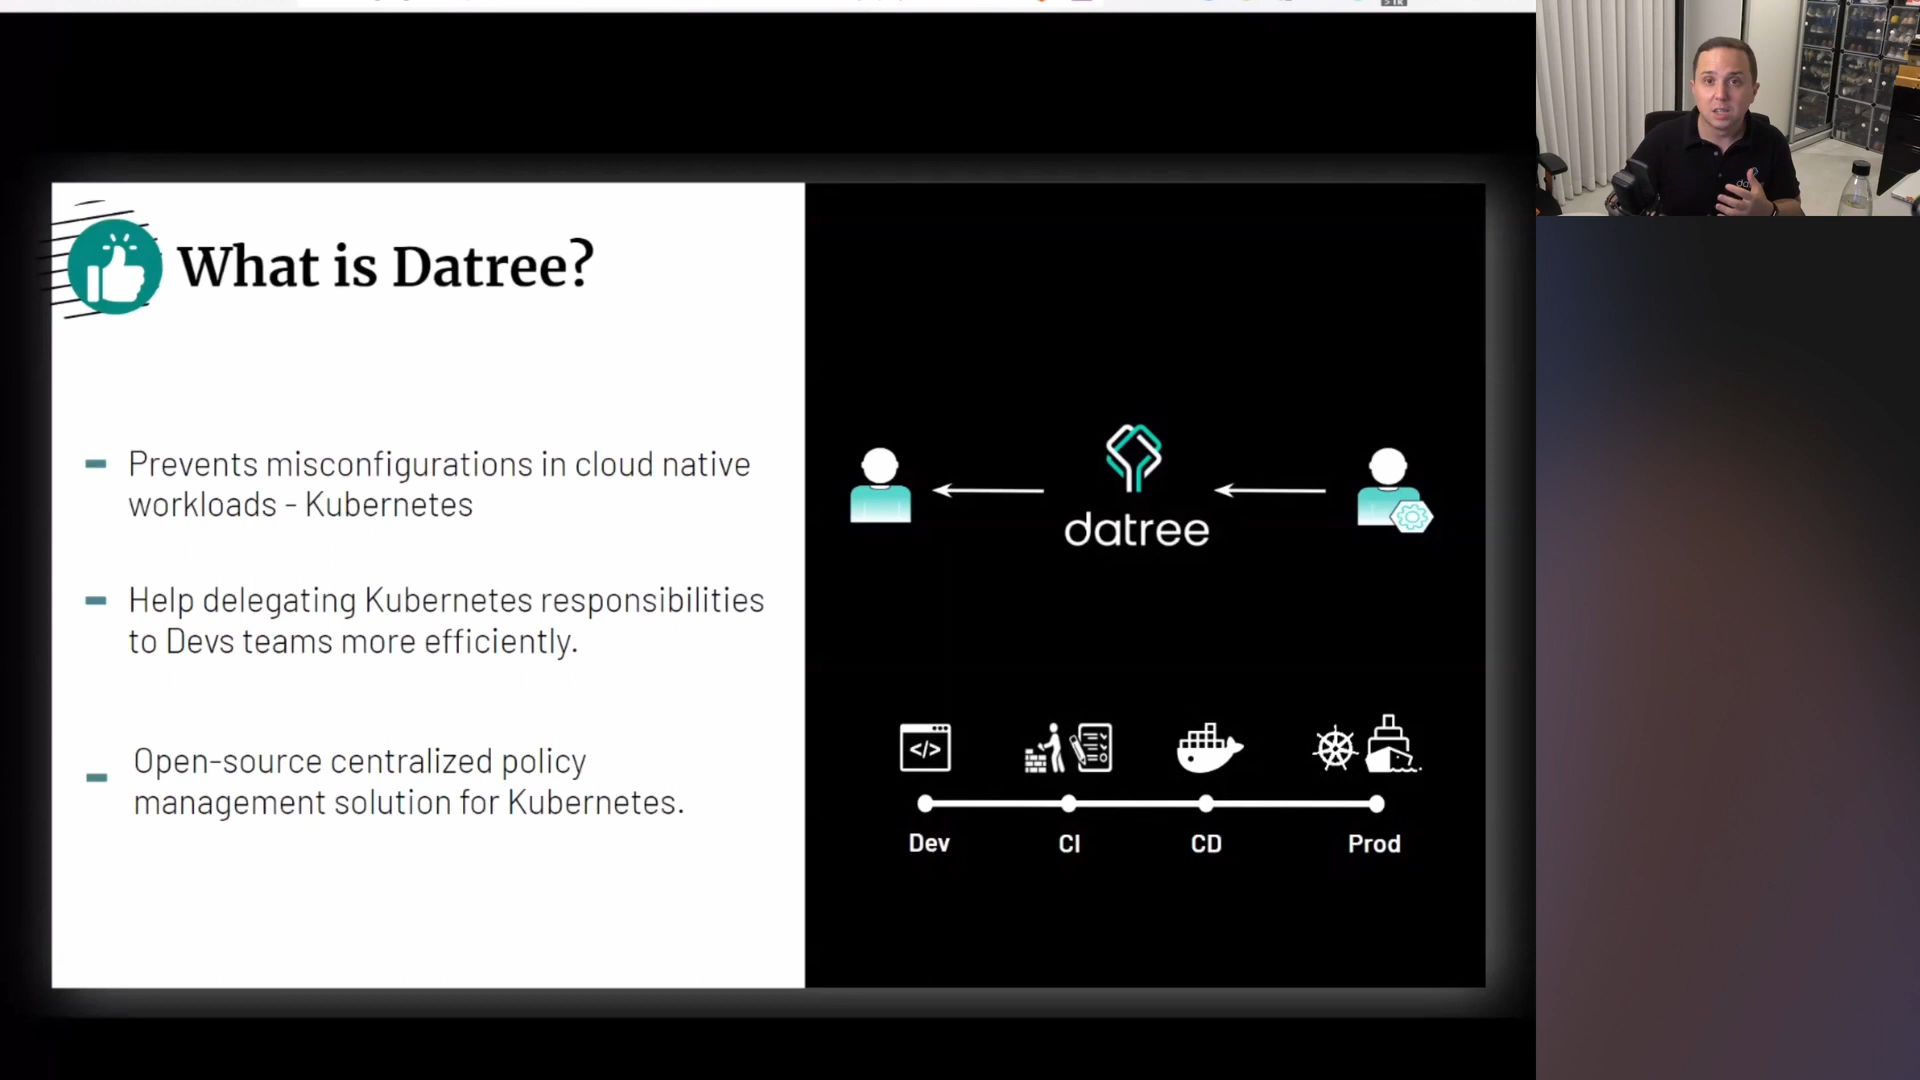 What is Datree?
- Prevents misconfigurations in cloud native
workloads - Kubernetes
- Help delegating Kubernetes responsibilities
to Devs teams more efficiently.
- Open-source centralized policy
management solution for Kubernetes.
datree
</>
Dev
CI
CD
Prod